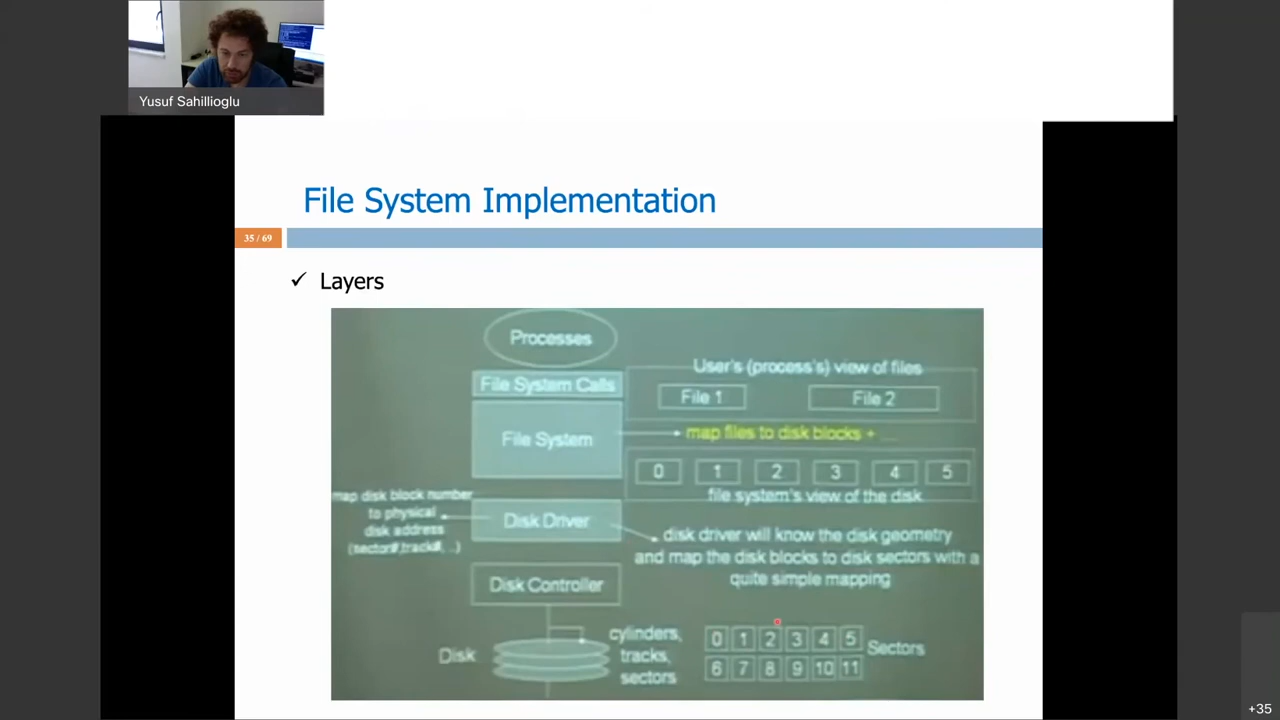 Yusuf Sahillioglu
File System Implementation
35 / 69
✓ Layers
Processes
File System Calls
User's (process's) view of files
File 1
File 2
File System
map files to disk blocks + ...
0 1 2 3 4 5
file system's view of the disk
map disk block number
to physical
disk address
(sector#,track#, ..)
Disk Driver
disk driver will know the disk geometry
and map the disk blocks to disk sectors with a
quite simple mapping
Disk Controller
Disk
cylinders,
tracks,
sectors
0 1 2 3 4 5
6 7 8 9 10 11
Sectors
+35